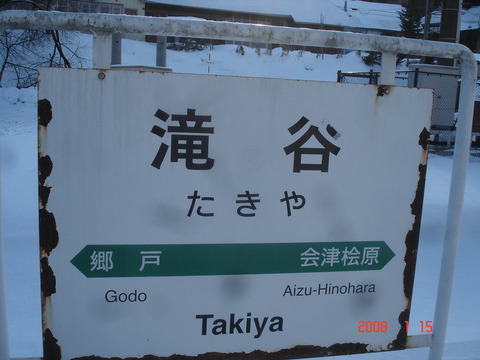 滝谷
たきや
郷戸 会津桧原
Godo Aizu-Hinohara
Takiya
2008 1 15